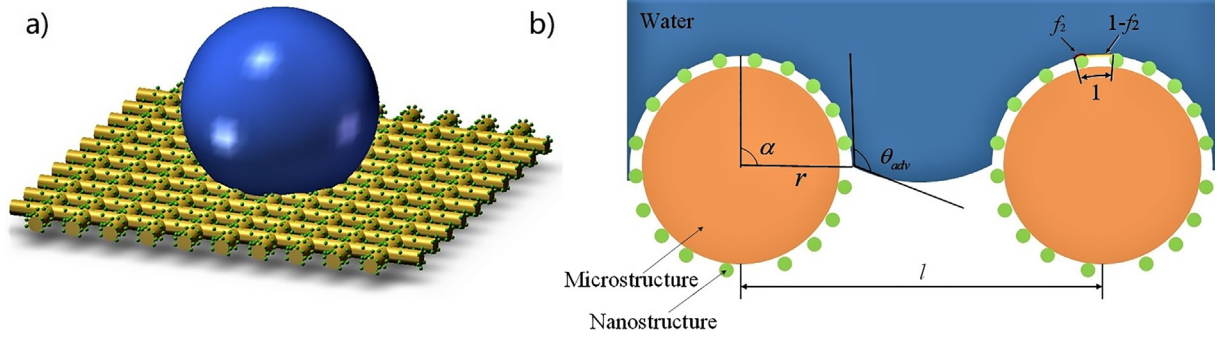 a)
b)
Water
f₂
1-f₂
1
α
r
θadv
Microstructure
Nanostructure
l